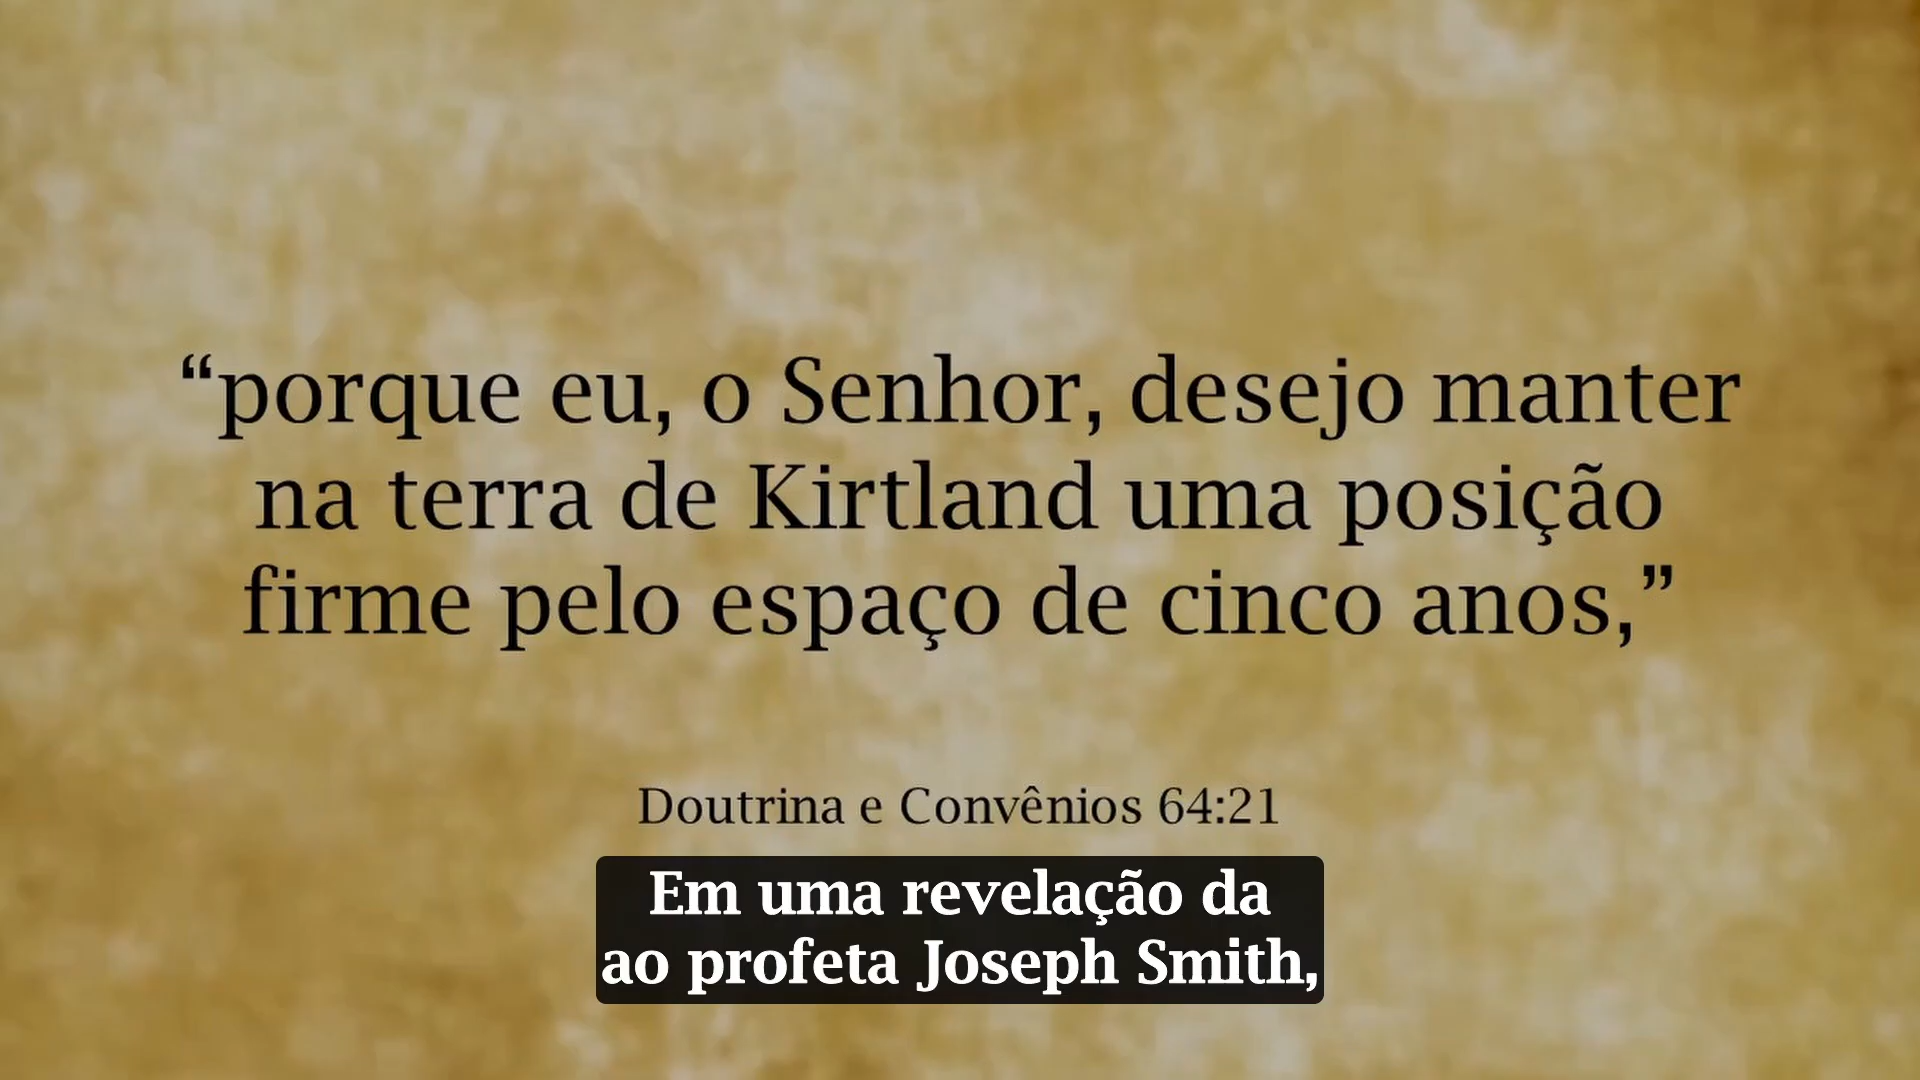 “porque eu, o Senhor, desejo manter
na terra de Kirtland uma posição
firme pelo espaço de cinco anos,”
Doutrina e Convênios 64:21
Em uma revelação da
ao profeta Joseph Smith,